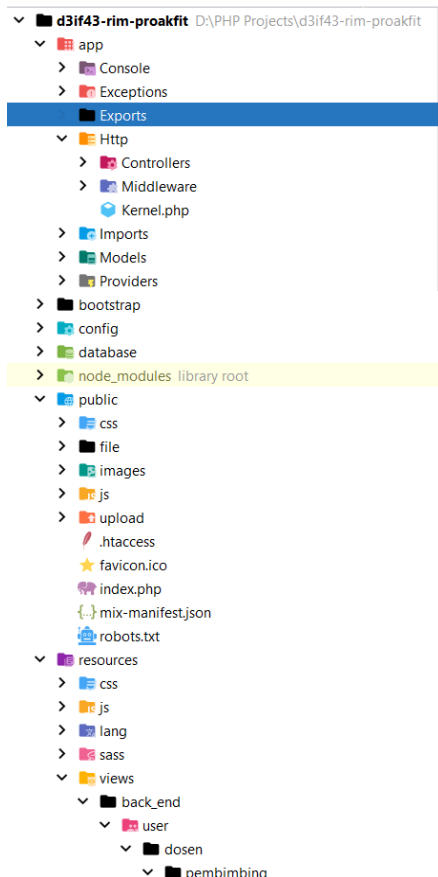 d3if43-rim-proakfit D:\PHP Projects\d3if43-rim-proakfit
app
Console
Exceptions
Exports
Http
Controllers
Middleware
Kernel.php
Imports
Models
Providers
bootstrap
config
database
node_modules library root
public
css
file
images
js
upload
.htaccess
favicon.ico
index.php
mix-manifest.json
robots.txt
resources
css
js
lang
sass
views
back_end
user
dosen
pembimbing